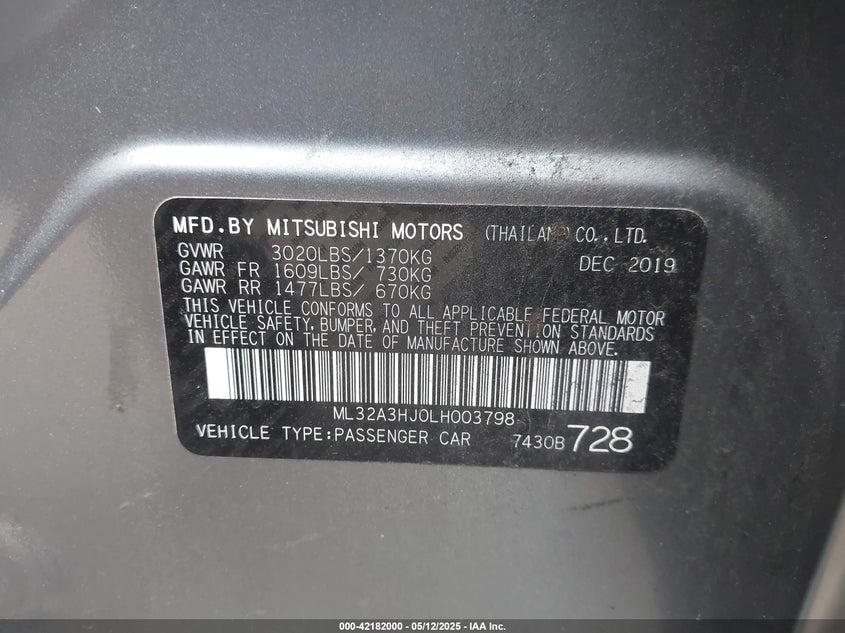 MFD.BY MITSUBISHI MOTORS (THAILAND) CO.,LTD.
GVWR 3020LBS/1370KG DEC 2019
GAWR FR 1609LBS/ 730KG
GAWR RR 1477LBS/ 670KG
THIS VEHICLE CONFORMS TO ALL APPLICABLE FEDERAL MOTOR
VEHICLE SAFETY, BUMPER, AND THEFT PREVENTION STANDARDS
IN EFFECT ON THE DATE OF MANUFACTURE SHOWN ABOVE.
ML32A3HJ0LH003798
VEHICLE TYPE:PASSENGER CAR 7430B 728
000-42182000 - 05/12/2025 - IAA Inc.